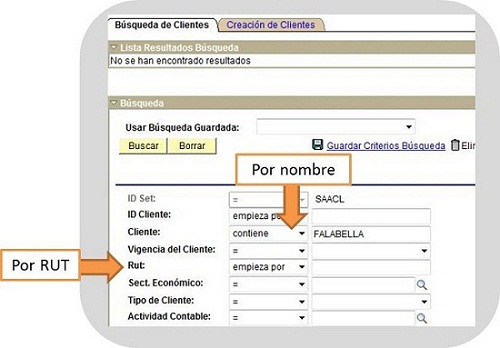 Búsqueda de Clientes Creación de Clientes
Lista Resultados Búsqueda
No se han encontrado resultados
Búsqueda
Usar Búsqueda Guardada:
Buscar Borrar Guardar Criterios Búsqueda Elin
Por nombre
ID Set: = SAACL
ID Cliente: empieza por
Cliente: contiene FALABELLA
Vigencia del Cliente: =
Por RUT
Rut: empieza por
Sect. Económico: =
Tipo de Cliente: =
Actividad Contable: =